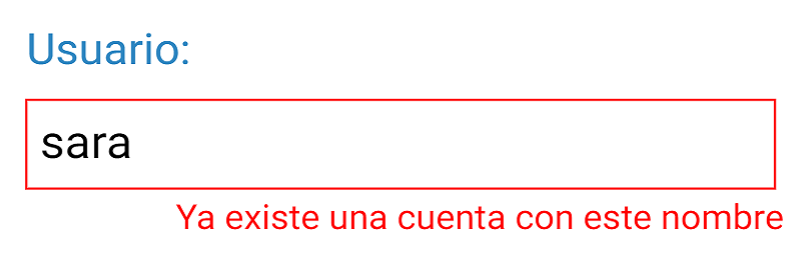 Usuario:
sara
Ya existe una cuenta con este nombre